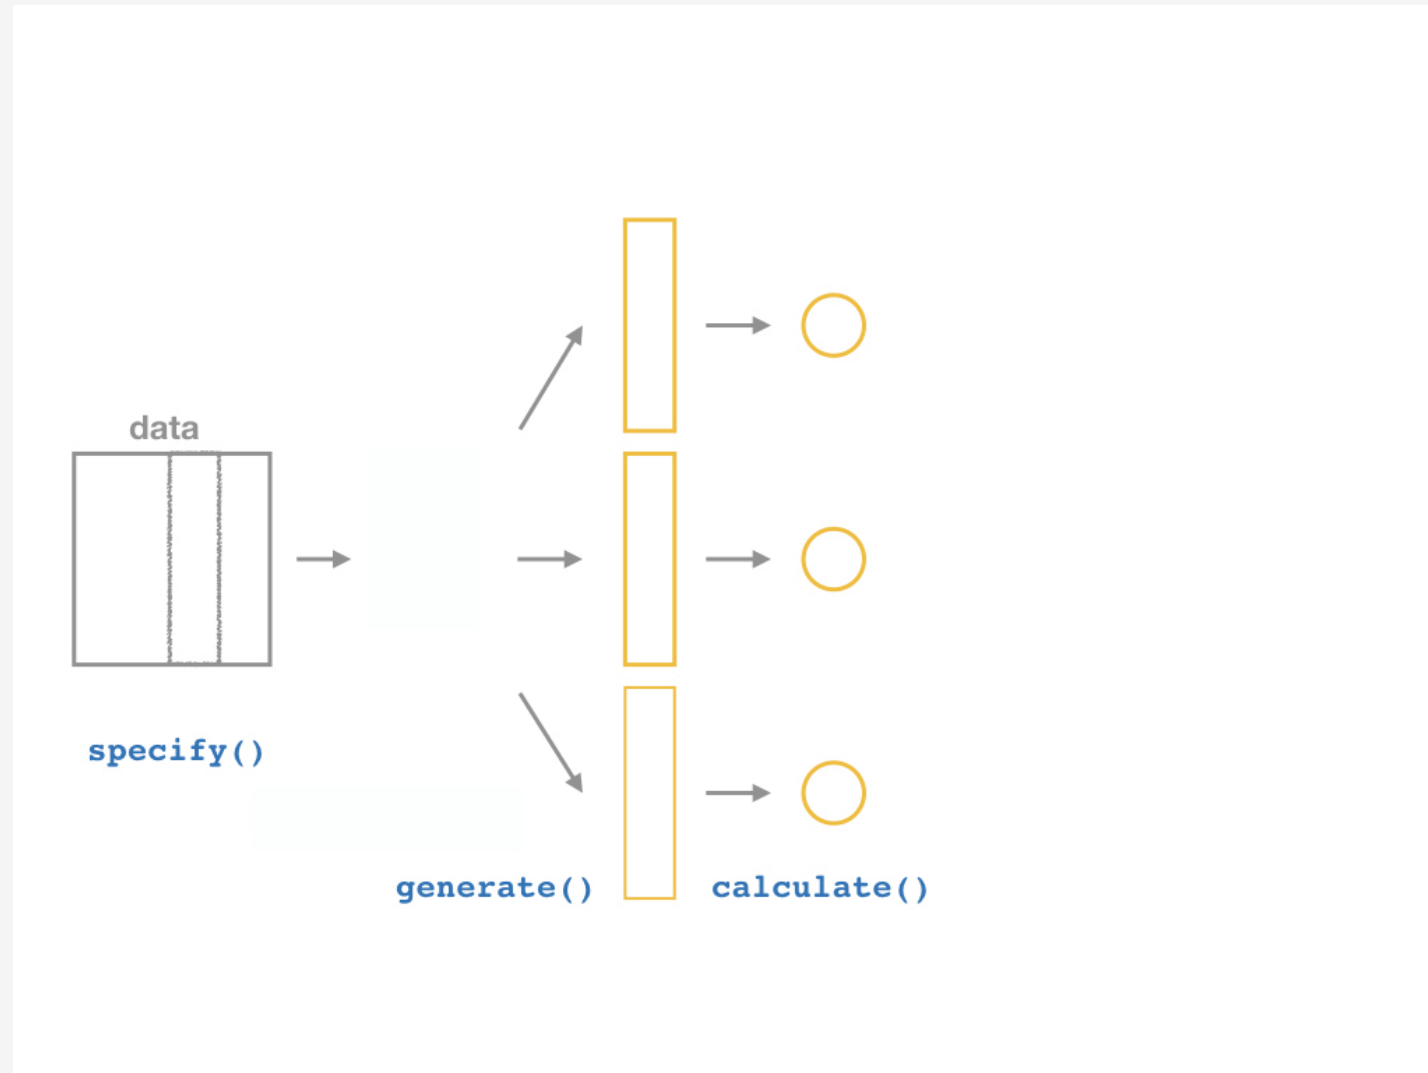 data
specify()
generate()
calculate()